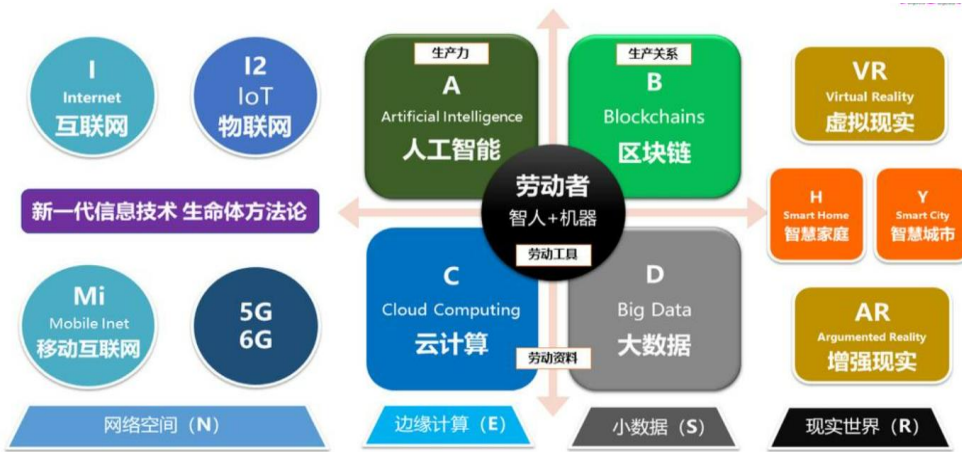 I
Internet
互联网
I2
IoT
物联网
新一代信息技术 生命体方法论
Mi
Mobile Inet
移动互联网
5G
6G
网络空间（N）
生产力
A
Artificial Intelligence
人工智能
生产关系
B
Blockchains
区块链
劳动者
智人+机器
劳动工具
C
Cloud Computing
云计算
D
Big Data
大数据
劳动资料
边缘计算（E）
小数据（S）
VR
Virtual Reality
虚拟现实
H
Smart Home
智慧家庭
Y
Smart City
智慧城市
AR
Argumented Reality
增强现实
现实世界（R）